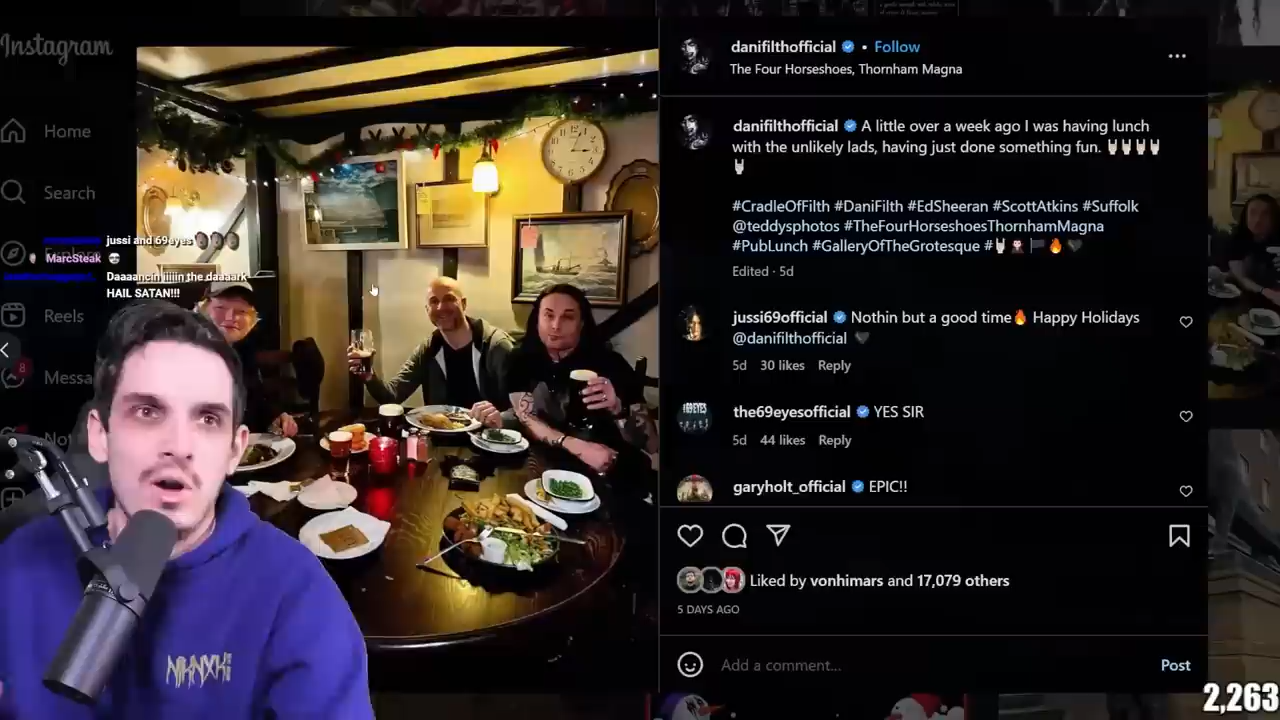 Instagram
Home
Search
Reels
Messa
8
jussi and 69eyes
MarcSteak
Daaaancin iiiiin the daaaark
HAIL SATAN!!!
danifilthofficial • Follow
The Four Horseshoes, Thornham Magna
danifilthofficial A little over a week ago I was having lunch
with the unlikely lads, having just done something fun. 🤘🤘🤘🤘
🤘
#CradleOfFilth #DaniFilth #EdSheeran #ScottAtkins #Suffolk
@teddysphotos #TheFourHorseshoesThornhamMagna
#PubLunch #GalleryOfTheGrotesque #🤘🧛🏴🔥🖤
Edited · 5d
jussi69official Nothin but a good time🔥 Happy Holidays
@danifilthofficial 🖤
5d 30 likes Reply
the69eyesofficial YES SIR
5d 44 likes Reply
garyholt_official EPIC!!
Liked by vonhimars and 17,079 others
5 DAYS AGO
Add a comment...
Post
2,263